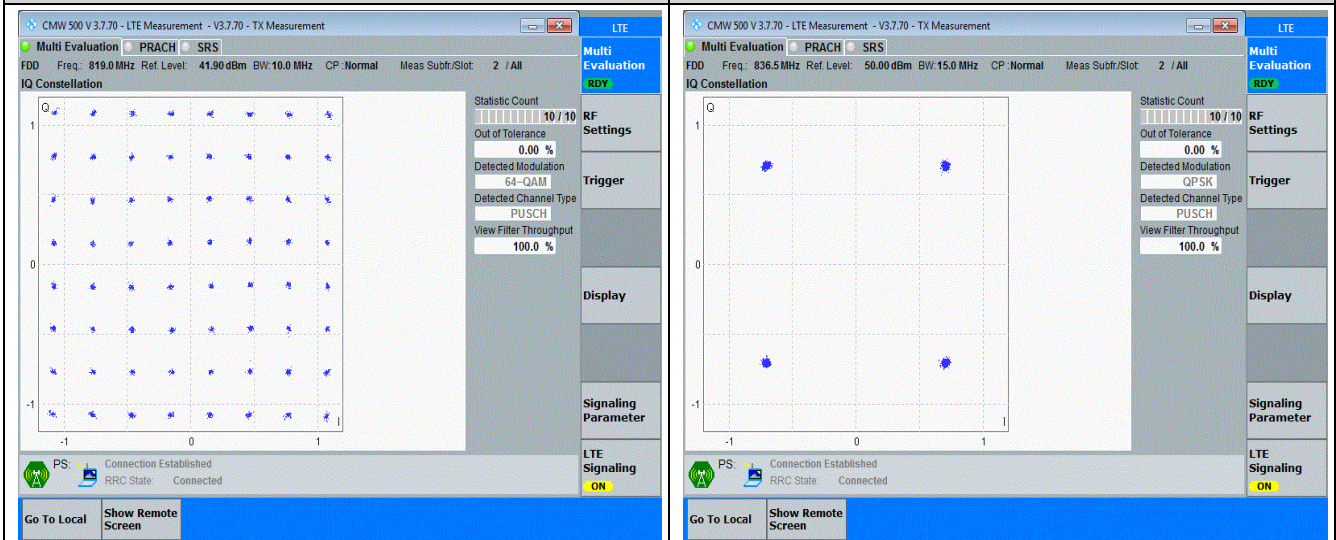 CMW 500 V 3.7.70 - LTE Measurement - V3.7.70 - TX Measurement
LTE
Multi Evaluation PRACH SRS
Multi
Evaluation
RDY
FDD Freq.: 819.0 MHz Ref. Level: 41.90 dBm BW: 10.0 MHz CP : Normal Meas Subfr./Slot: 2 / All
IQ Constellation
Q
1
0
-1
I
-1 0 1
Statistic Count
10 / 10
Out of Tolerance
0.00 %
Detected Modulation
64-QAM
Detected Channel Type
PUSCH
View Filter Throughput
100.0 %
RF
Settings
Trigger
Display
Signaling
Parameter
LTE
Signaling
ON
PS: Connection Established
RRC State: Connected
Go To Local
Show Remote
Screen
CMW 500 V 3.7.70 - LTE Measurement - V3.7.70 - TX Measurement
LTE
Multi Evaluation PRACH SRS
Multi
Evaluation
RDY
FDD Freq.: 836.5 MHz Ref. Level: 50.00 dBm BW: 15.0 MHz CP : Normal Meas Subfr./Slot: 2 / All
IQ Constellation
Q
1
0
-1
I
-1 0 1
Statistic Count
10 / 10
Out of Tolerance
0.00 %
Detected Modulation
QPSK
Detected Channel Type
PUSCH
View Filter Throughput
100.0 %
RF
Settings
Trigger
Display
Signaling
Parameter
LTE
Signaling
ON
PS: Connection Established
RRC State: Connected
Go To Local
Show Remote
Screen